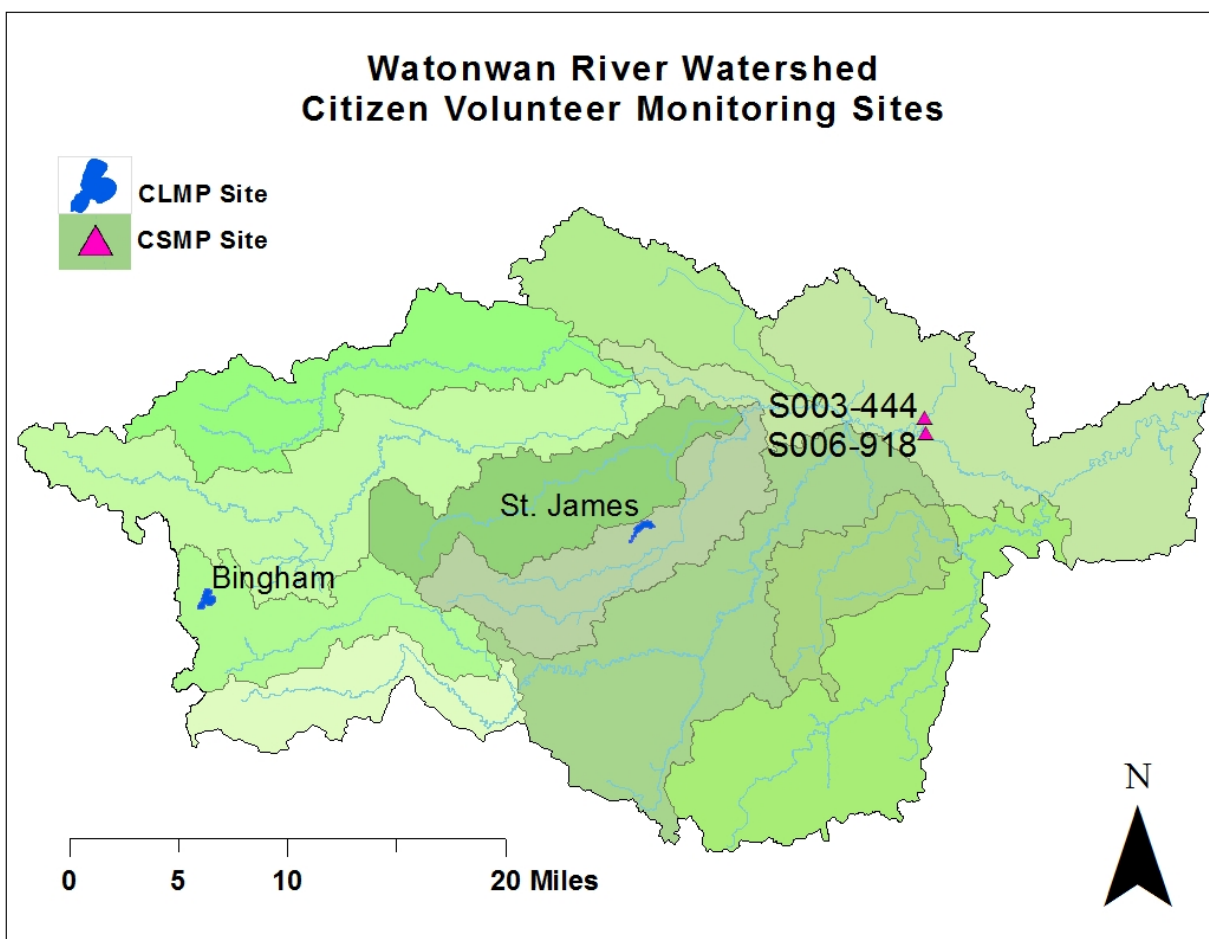 Watonwan River Watershed
Citizen Volunteer Monitoring Sites
CLMP Site
CSMP Site
S003-444
S006-918
St. James
Bingham
N
0 5 10 20 Miles